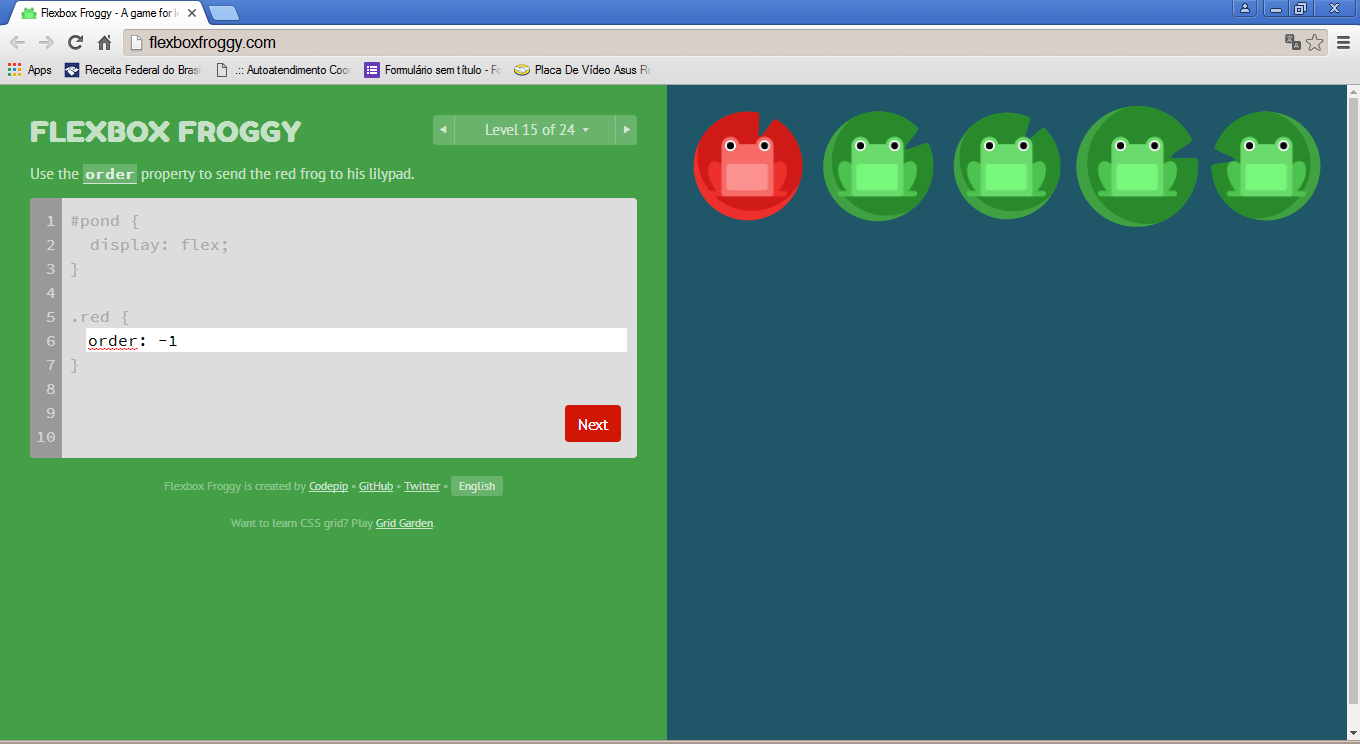 Flexbox Froggy - A game for le
flexboxfroggy.com
Apps Receita Federal do Brasi .:: Autoatendimento Coor Formulário sem título - Fo Placa De Vídeo Asus Ro
FLEXBOX FROGGY
Level 15 of 24
Use the order property to send the red frog to his lilypad.
1 #pond {
2 display: flex;
3 }
4
5 .red {
6 order: -1
7 }
8
9
10
Next
Flexbox Froggy is created by Codepip • GitHub • Twitter • English
Want to learn CSS grid? Play Grid Garden.